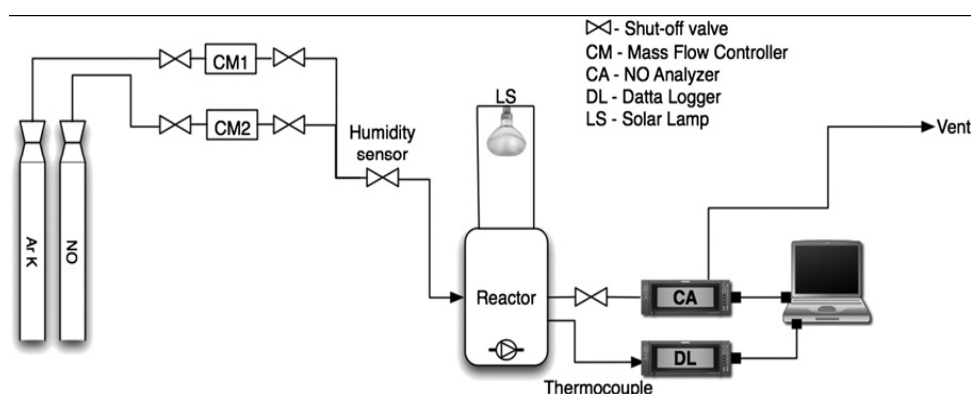 - Shut-off valve
CM - Mass Flow Controller
CA - NO Analyzer
DL - Datta Logger
LS - Solar Lamp
CM1
CM2
LS
Humidity
sensor
Vent
Ar K
NO
Reactor
CA
DL
Thermocouple